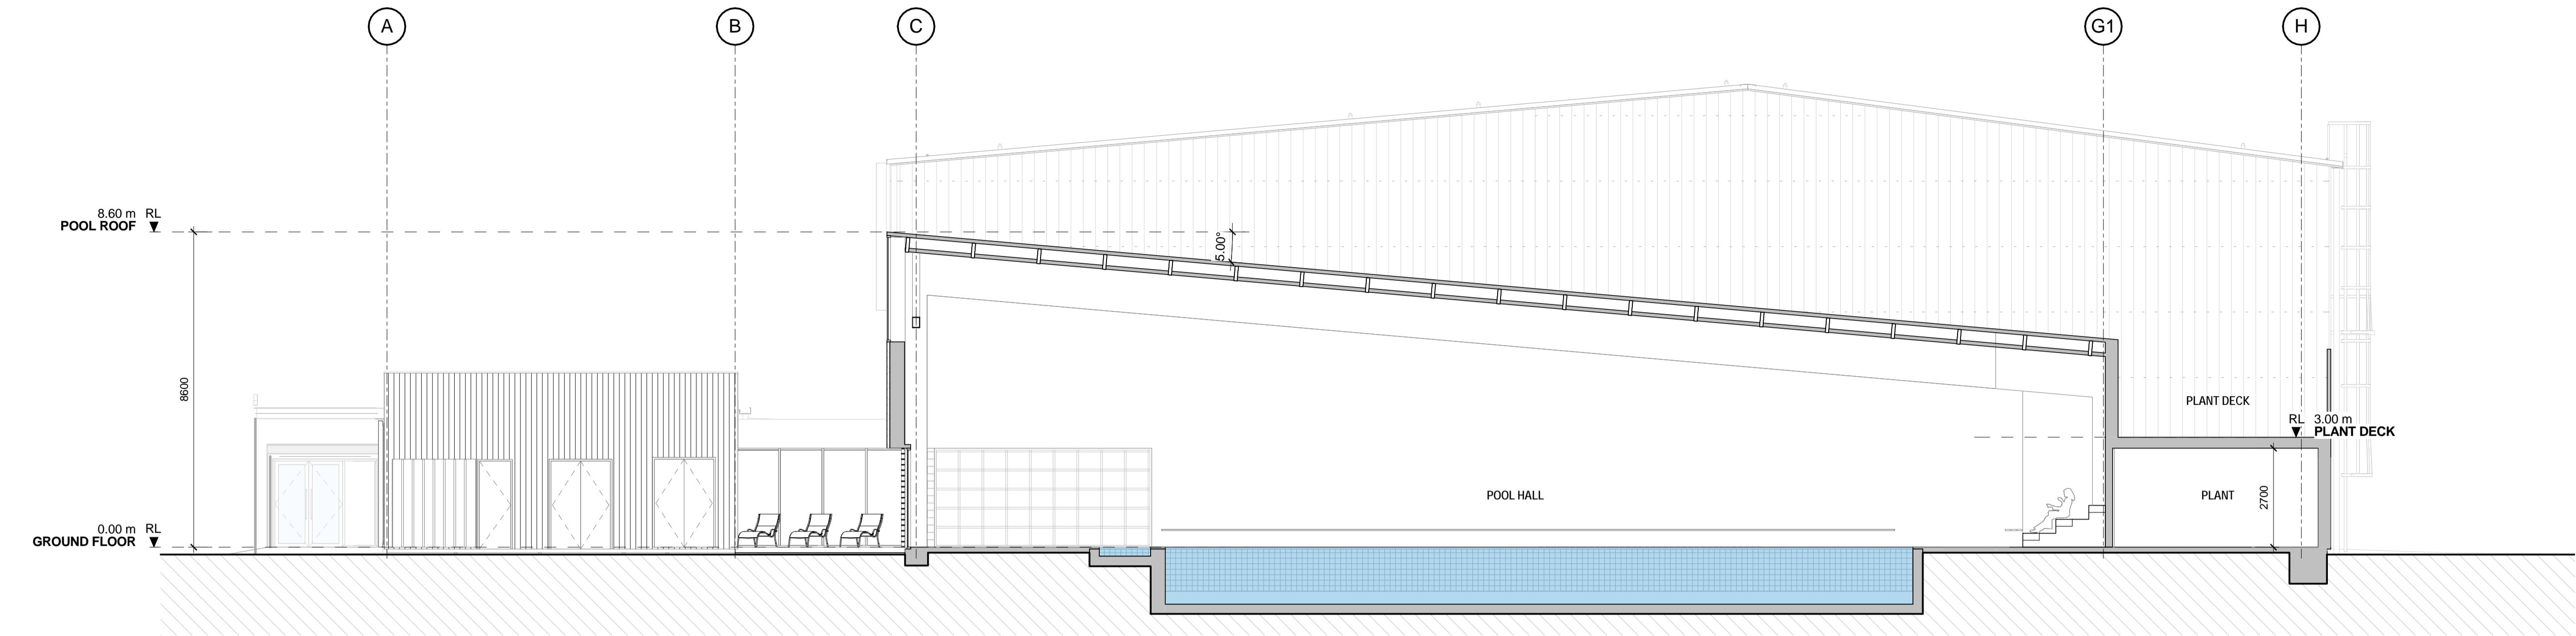 A
B
C
G1
H
8.60 m RL
POOL ROOF
5.00°
8600
PLANT DECK
RL 3.00 m
PLANT DECK
POOL HALL
PLANT
2700
0.00 m RL
GROUND FLOOR